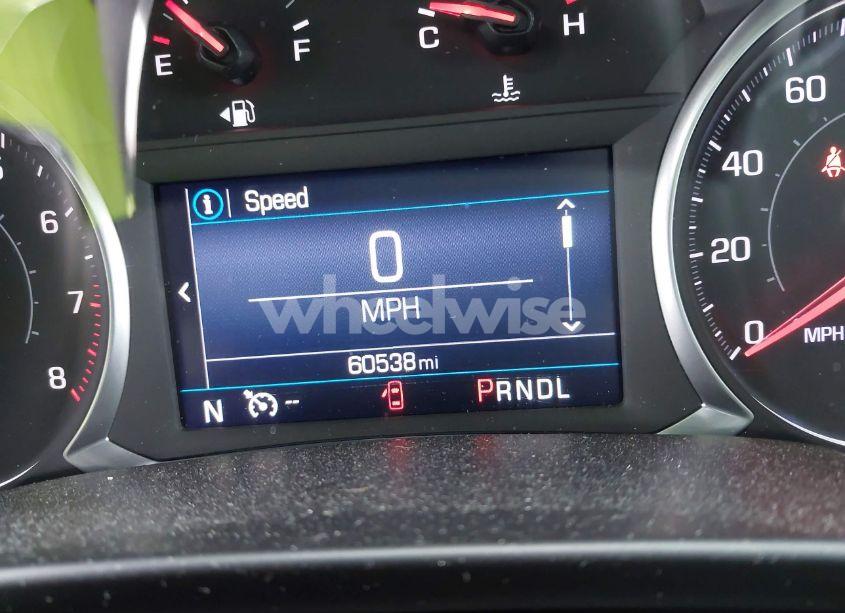 E F
C H
Speed
0
MPH
wheelwise
60538 mi
N -- PRNDL
6
7
8
60
40
20
0
MPH